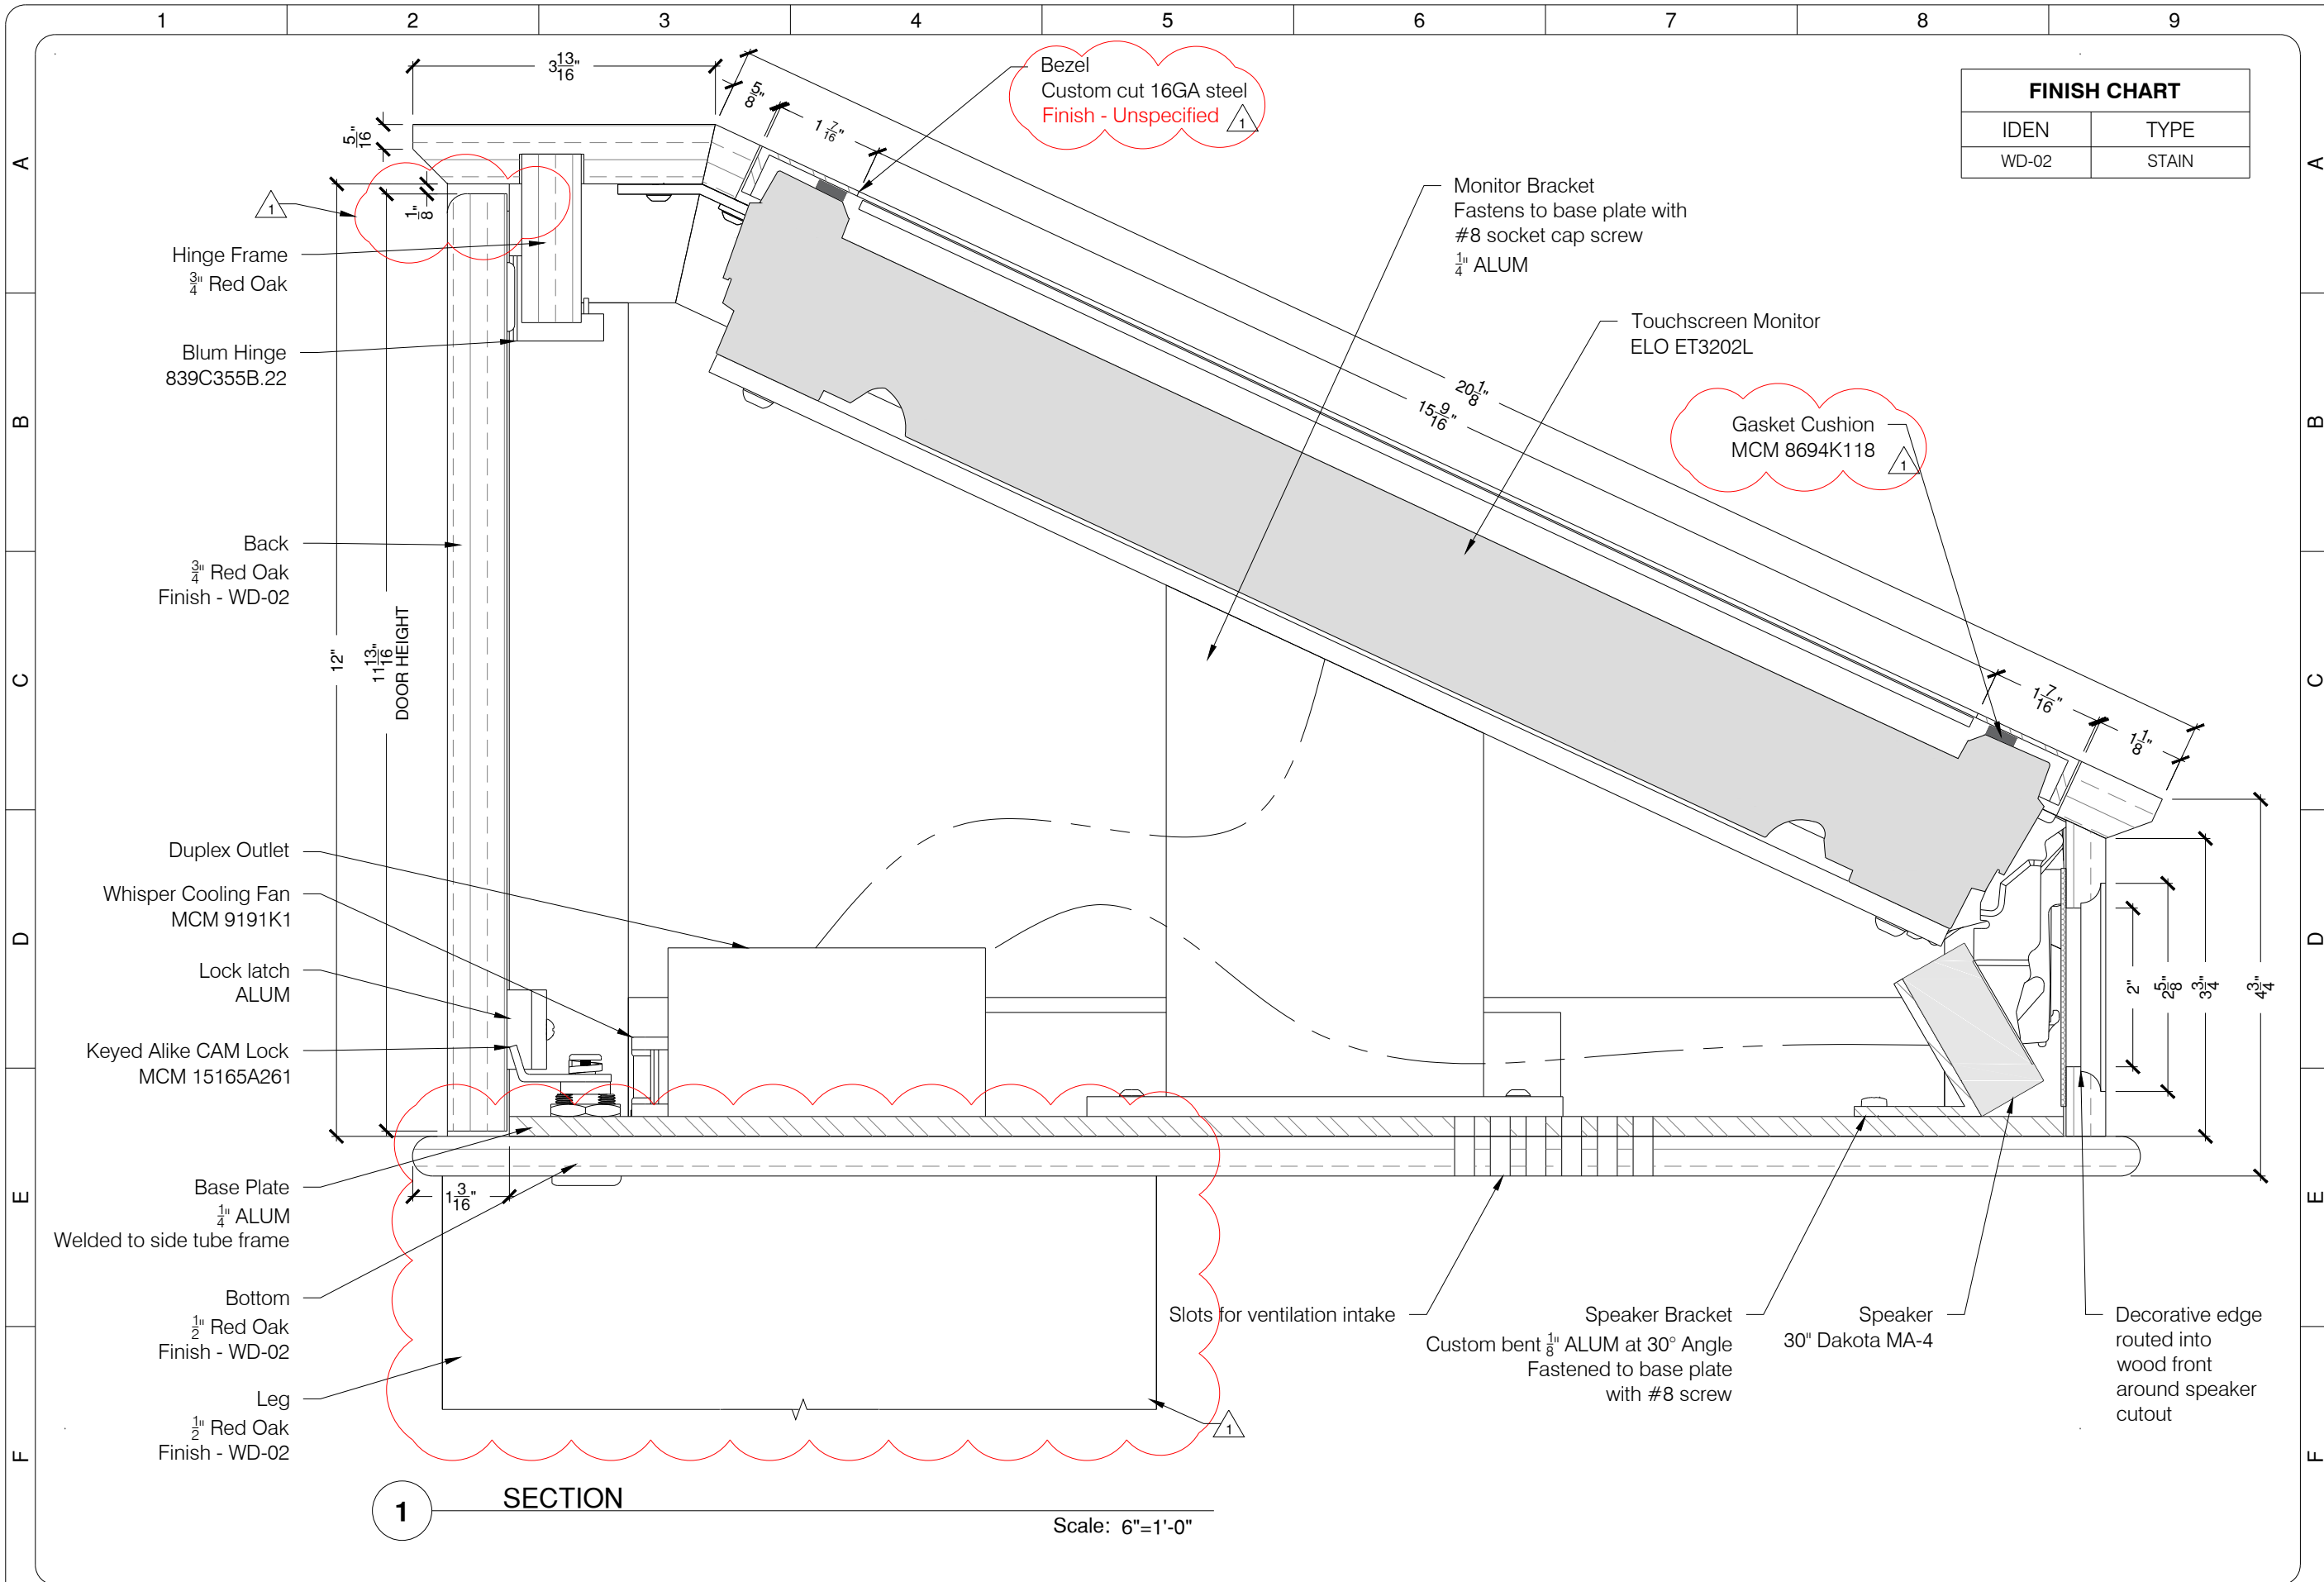 1 2 3 4 5 6 7 8 9
A
B
C
D
E
F
A
B
C
D
E
F
FINISH CHART
IDEN TYPE
WD-02 STAIN
3 13/16"
5/16"
1/8"
5/8"
1 7/16"
20 1/8"
15 9/16"
1 7/16"
1 1/8"
12"
11 13/16"
DOOR HEIGHT
2"
2 5/8"
3 3/4"
4 3/4"
1 3/16"
Bezel
Custom cut 16GA steel
Finish - Unspecified
1
Monitor Bracket
Fastens to base plate with
#8 socket cap screw
1/4" ALUM
Touchscreen Monitor
ELO ET3202L
Gasket Cushion
MCM 8694K118
1
1
Hinge Frame
3/4" Red Oak
Blum Hinge
839C355B.22
Back
3/4" Red Oak
Finish - WD-02
Duplex Outlet
Whisper Cooling Fan
MCM 9191K1
Lock latch
ALUM
Keyed Alike CAM Lock
MCM 15165A261
Base Plate
1/4" ALUM
Welded to side tube frame
Bottom
1/2" Red Oak
Finish - WD-02
Leg
1/2" Red Oak
Finish - WD-02
1
Slots for ventilation intake
Speaker Bracket
Custom bent 1/8" ALUM at 30° Angle
Fastened to base plate
with #8 screw
Speaker
30" Dakota MA-4
Decorative edge
routed into
wood front
around speaker
cutout
1
SECTION
Scale: 6"=1'-0"